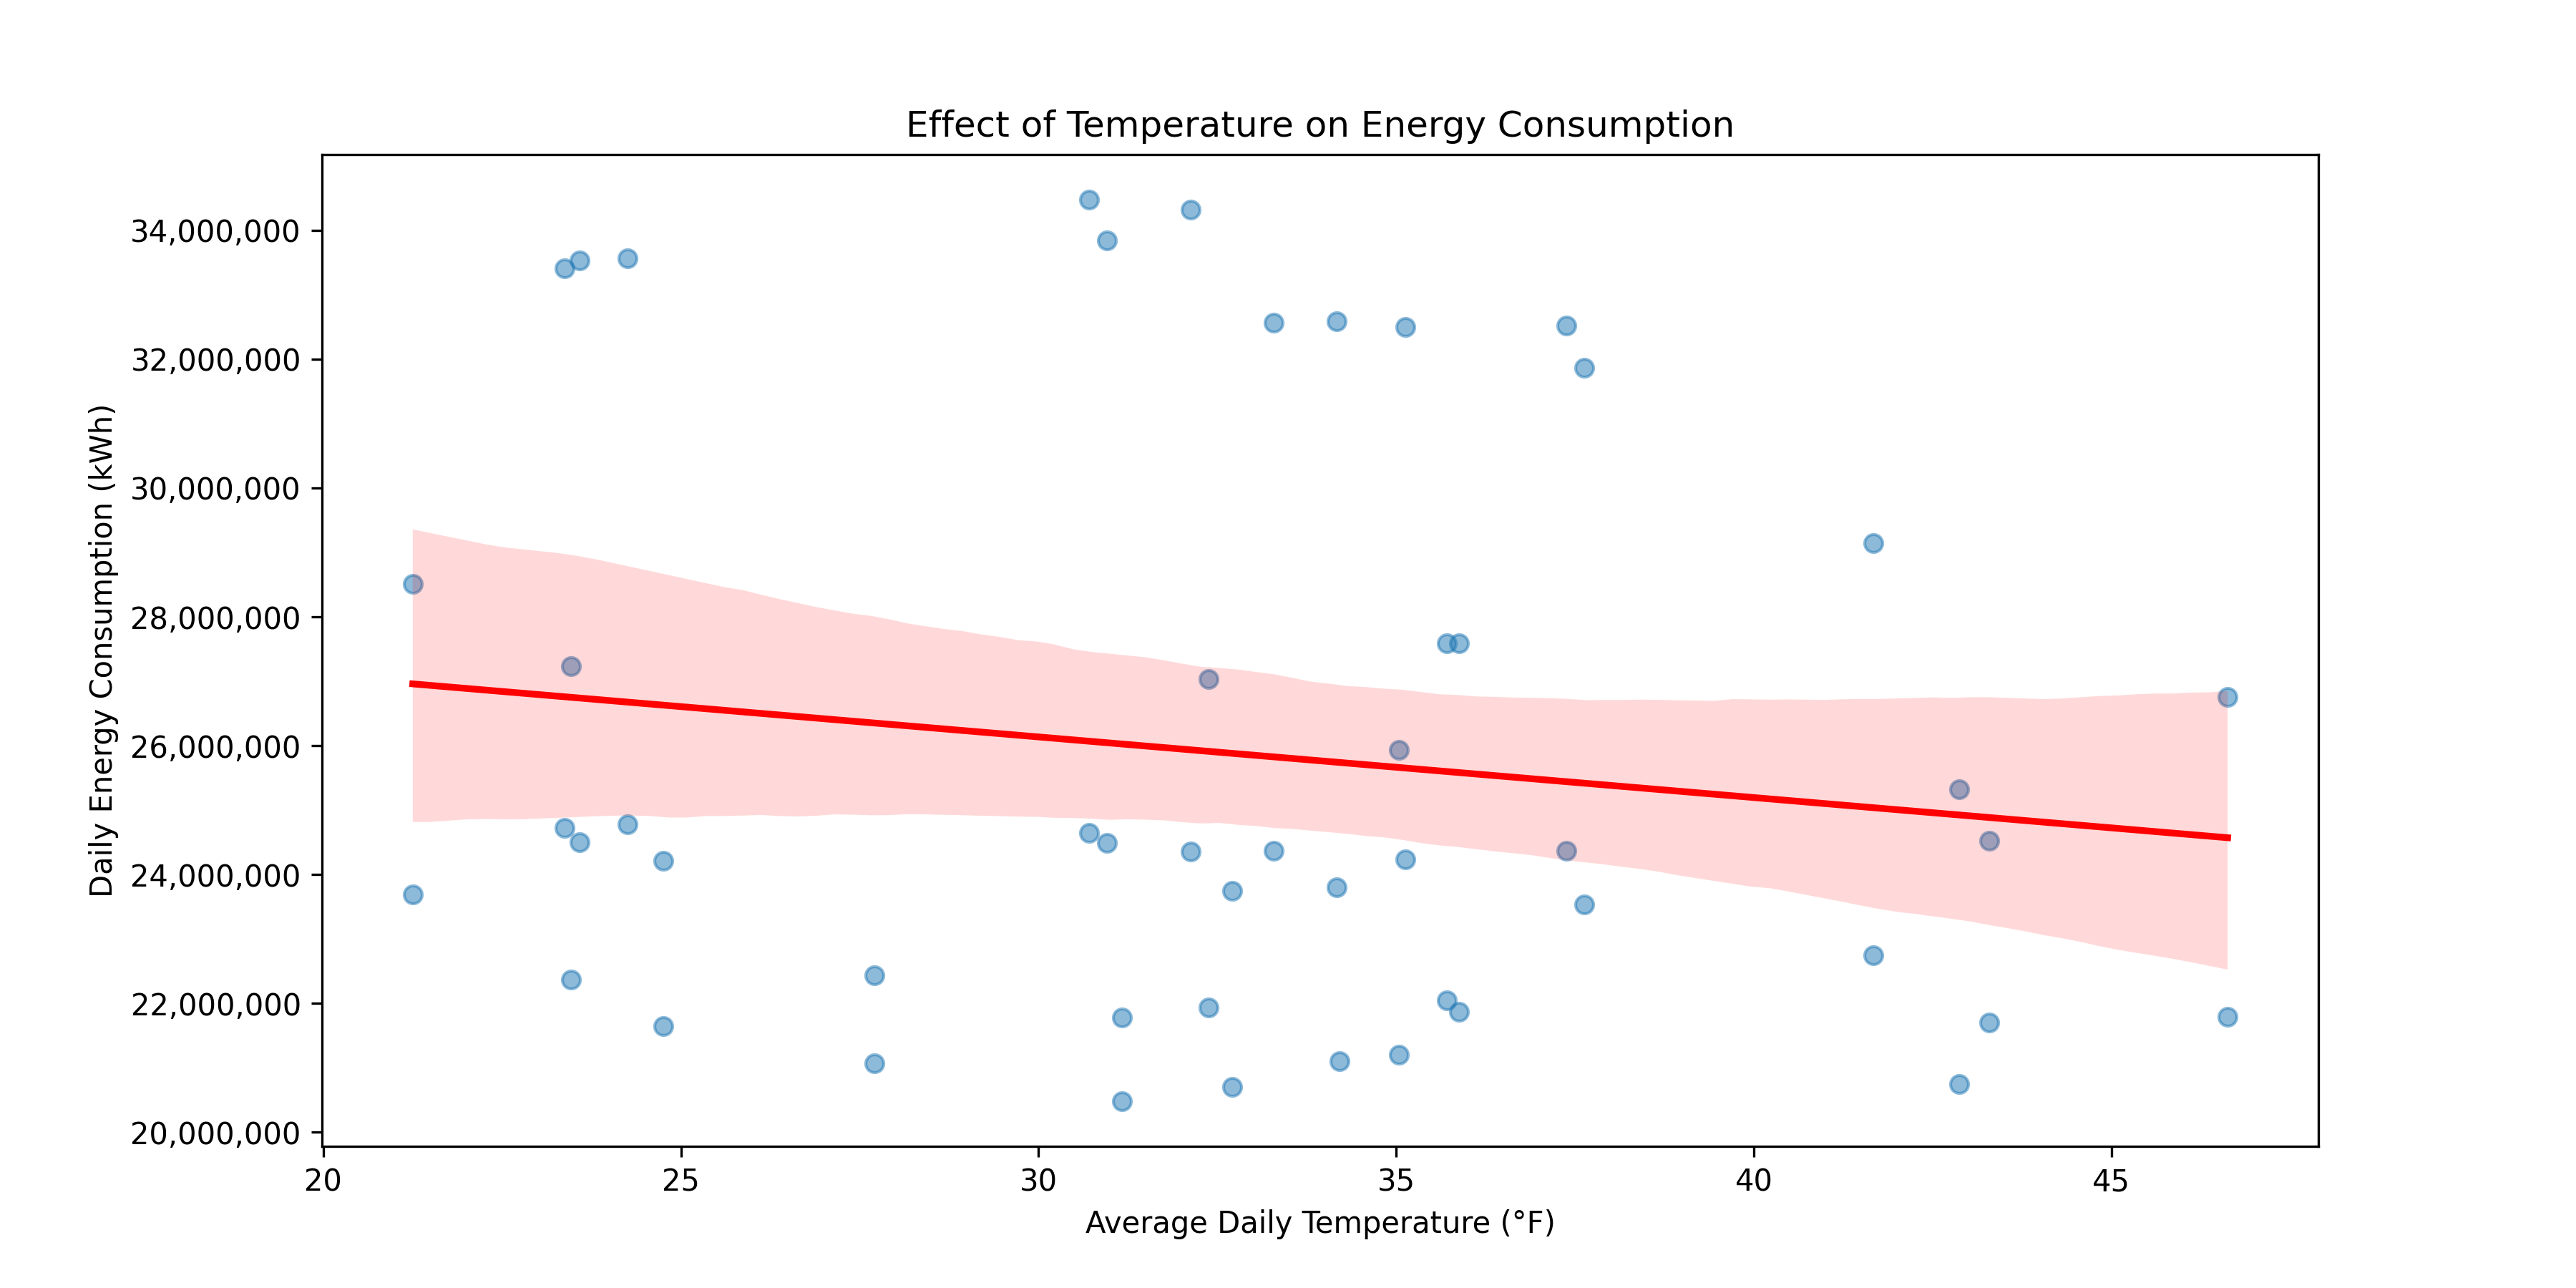 Effect of Temperature on Energy Consumption
34,000,000
32,000,000
30,000,000
28,000,000
26,000,000
24,000,000
22,000,000
20,000,000
Daily Energy Consumption (kWh)
20 25 30 35 40 45
Average Daily Temperature (°F)